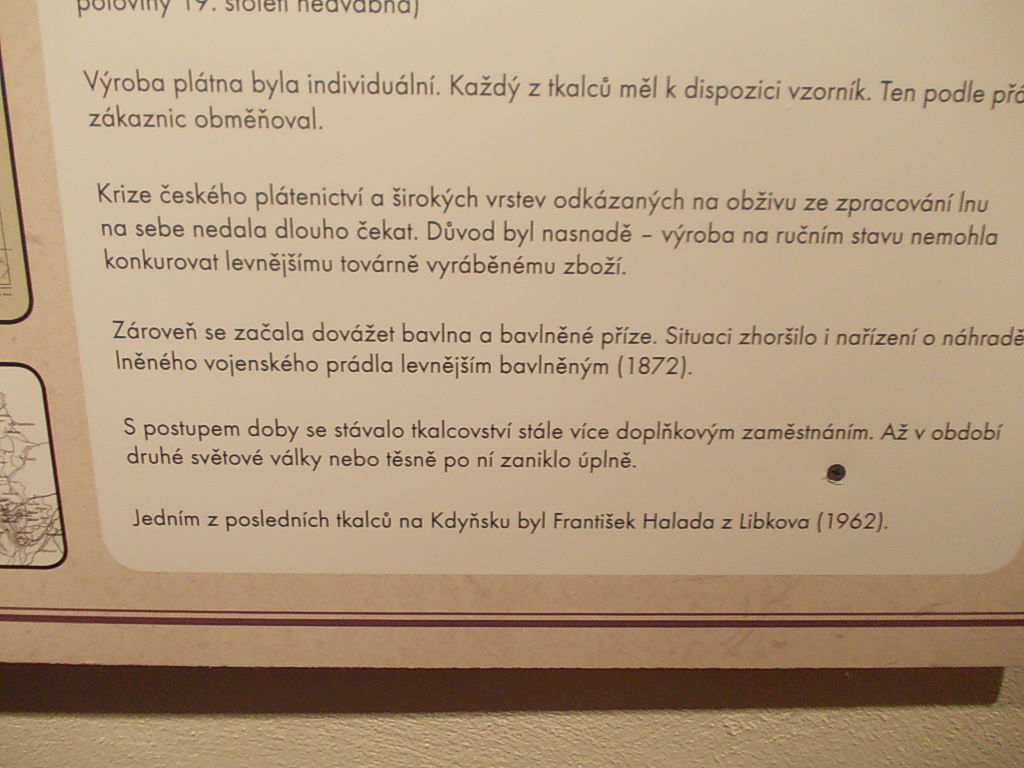 poloviny 19. století nedvabná)
Výroba plátna byla individuální. Každý z tkalců měl k dispozici vzorník. Ten podle
zákaznic obměňoval.
Krize českého plátenictví a širokých vrstev odkázaných na obživu ze zpracování lnu
na sebe nedala dlouho čekat. Důvod byl nasnadě – výroba na ručním stavu nemohla
konkurovat levnějšímu továrně vyráběnému zboží.
Zároveň se začala dovážet bavlna a bavlněné příze. Situaci zhoršilo i nařízení o náhradě
lněného vojenského prádla levnějším bavlněným (1872).
S postupem doby se stávalo tkalcovství stále více doplňkovým zaměstnáním. Až v období
druhé světové války nebo těsně po ní zaniklo úplně.
Jedním z posledních tkalců na Kdyňsku byl František Halada z Libkova (1962).